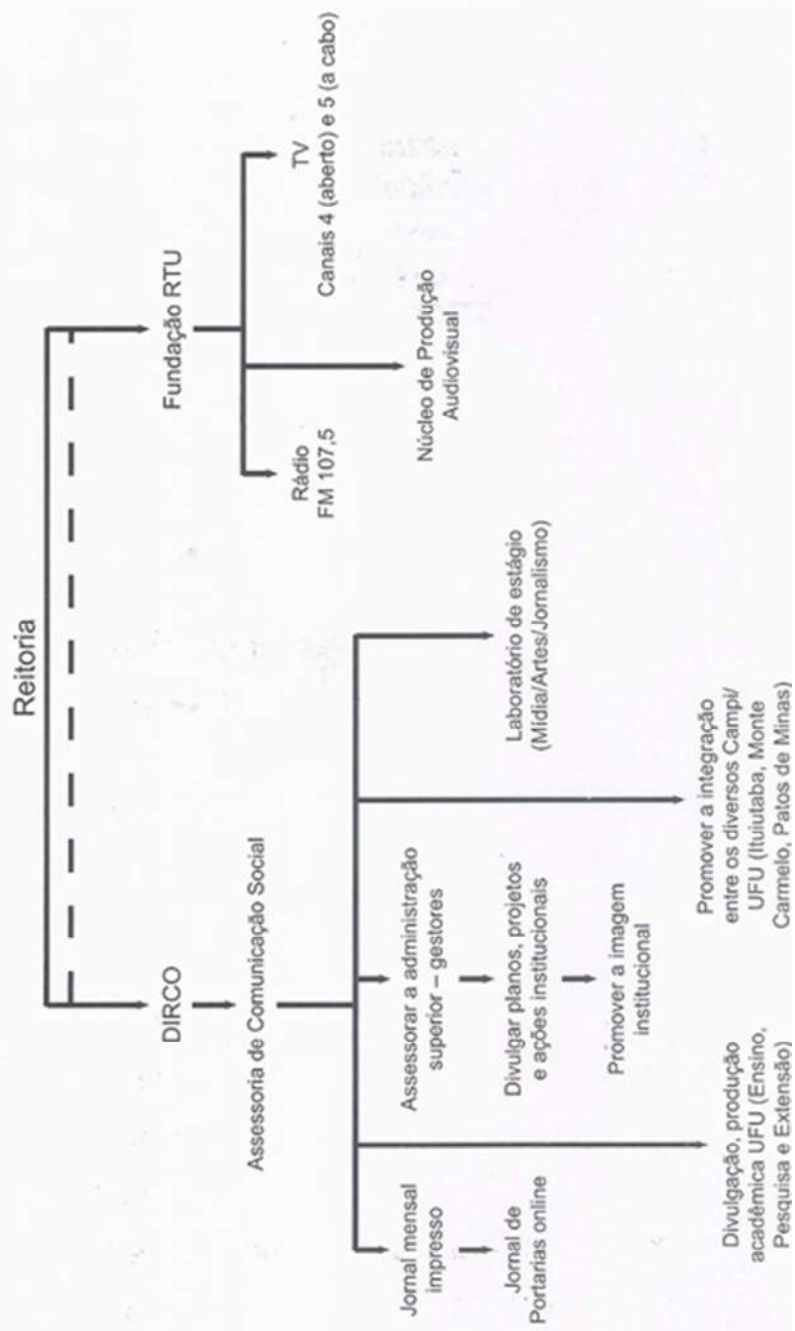 Reitoria
DIRCO
Fundação RTU
Assessoria de Comunicação Social
Jornal mensal
impresso
Jornal de
Portarias online
Divulgação, produção
acadêmica UFU (Ensino,
Pesquisa e Extensão)
Assessorar a administração
superior – gestores
Divulgar planos, projetos
e ações institucionais
Promover a imagem
institucional
Promover a integração
entre os diversos Campi/
UFU (Ituiutaba, Monte
Carmelo, Patos de Minas)
Laboratório de estágio
(Mídia/Artes/Jornalismo)
Rádio
FM 107,5
Núcleo de Produção
Audiovisual
TV
Canais 4 (aberto) e 5 (a cabo)